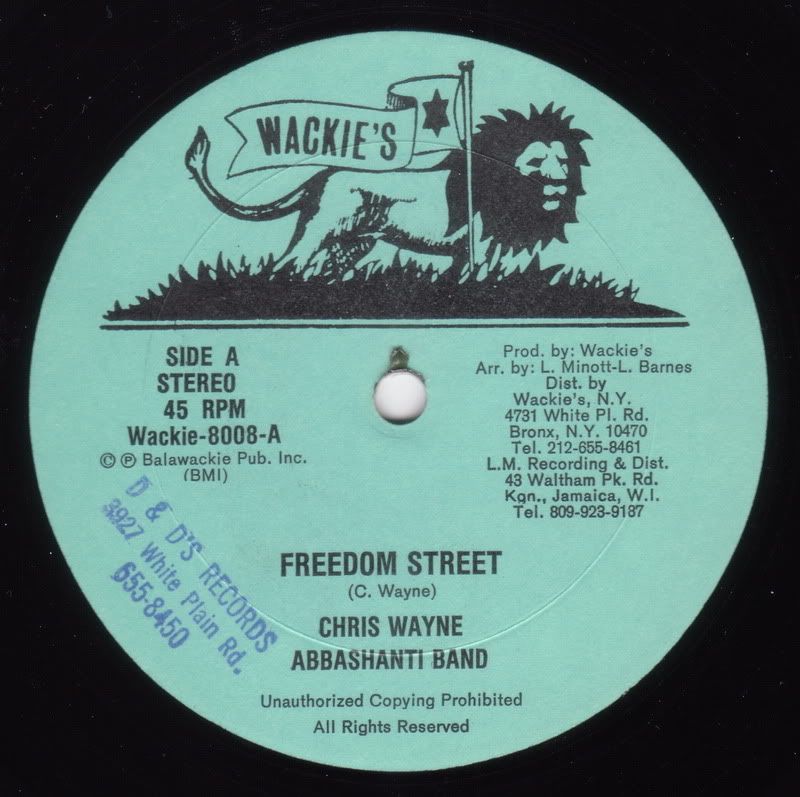 WACKIE'S
SIDE A
STEREO
45 RPM
Wackie-8008-A
© ℗ Balawackie Pub. Inc.
(BMI)
Prod. by: Wackie's
Arr. by: L. Minott-L. Barnes
Dist. by
Wackie's, N.Y.
4731 White Pl. Rd.
Bronx, N.Y. 10470
Tel. 212-655-8461
L.M. Recording & Dist.
43 Waltham Pk. Rd.
Kgn., Jamaica, W.I.
Tel. 809-923-9187
D & D'S RECORDS
3927 White Plain Rd.
655-8450
FREEDOM STREET
(C. Wayne)
CHRIS WAYNE
ABBASHANTI BAND
Unauthorized Copying Prohibited
All Rights Reserved